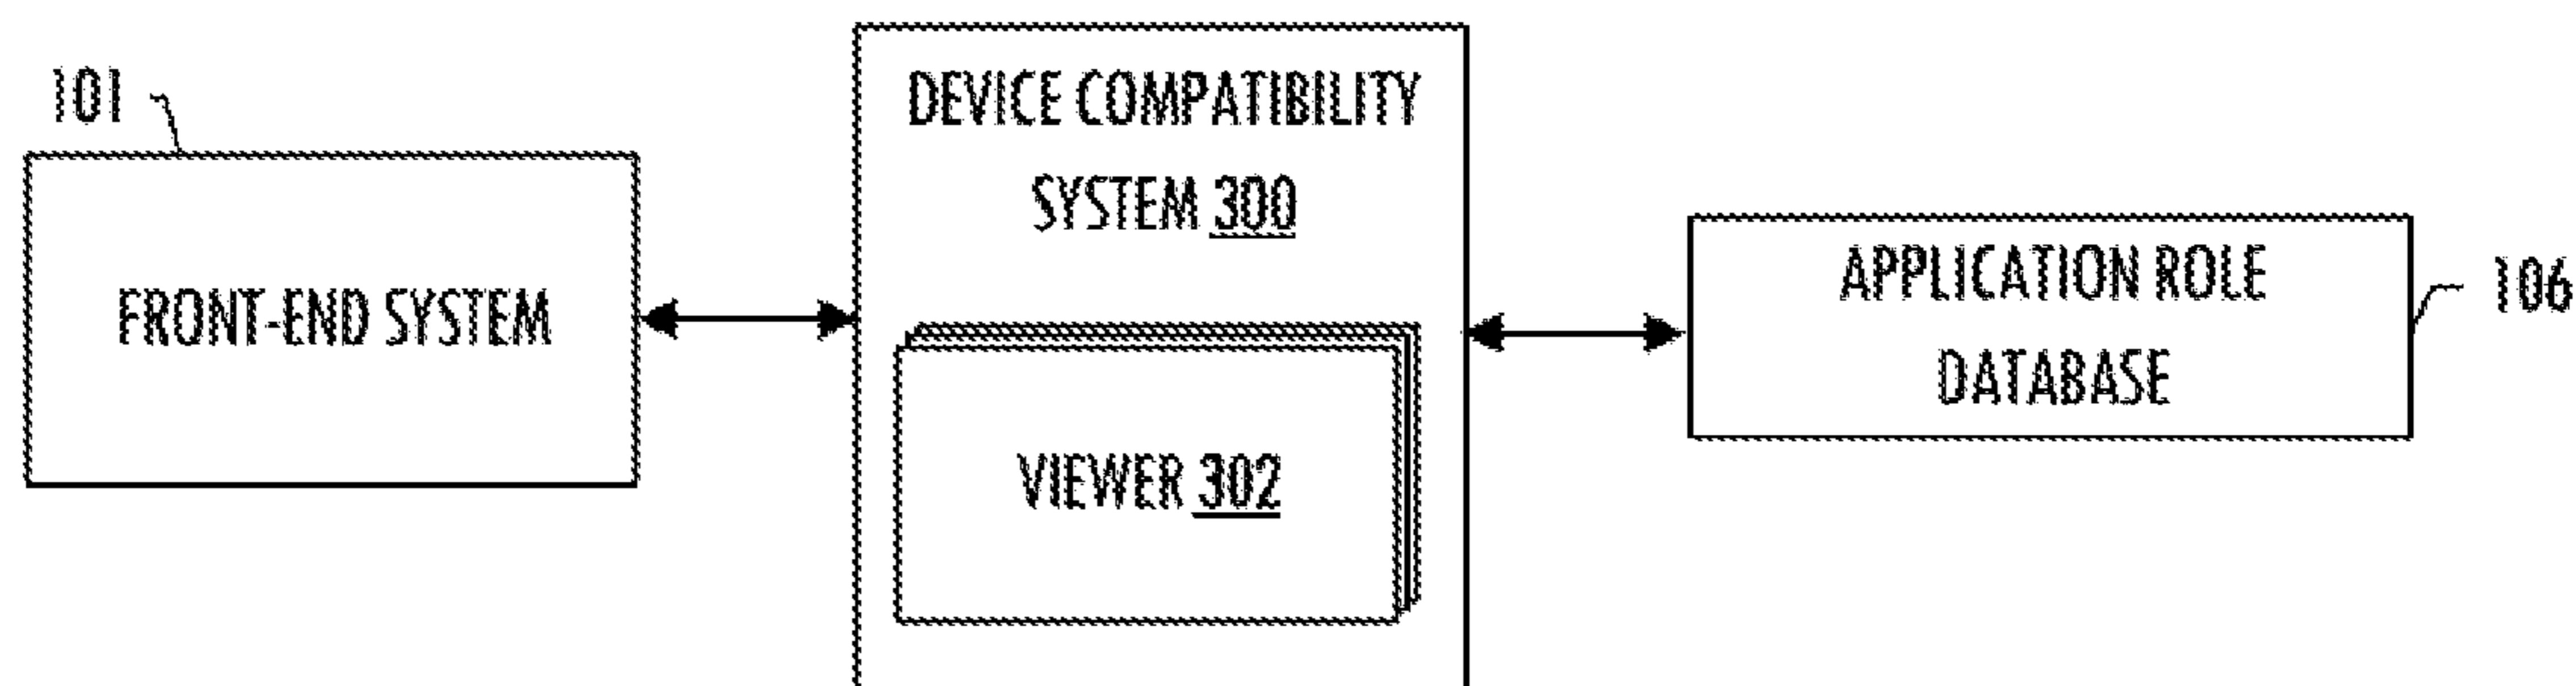 101
FRONT-END SYSTEM
DEVICE COMPATIBILITY
SYSTEM 300
VIEWER 302
APPLICATION ROLE
DATABASE
106